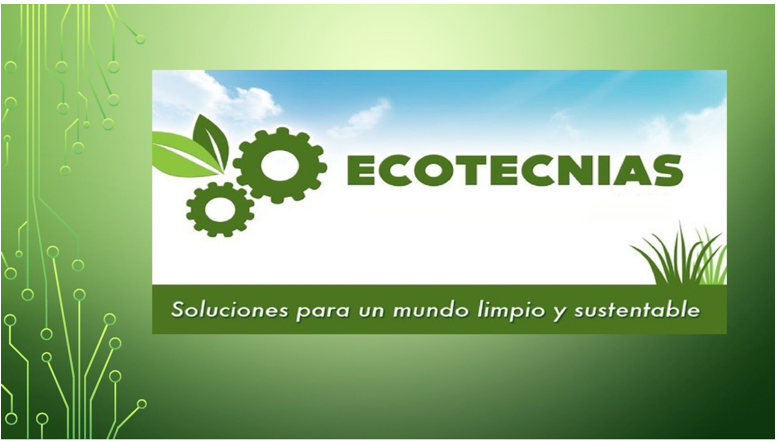 ECOTECNIAS
Soluciones para un mundo limpio y sustentable